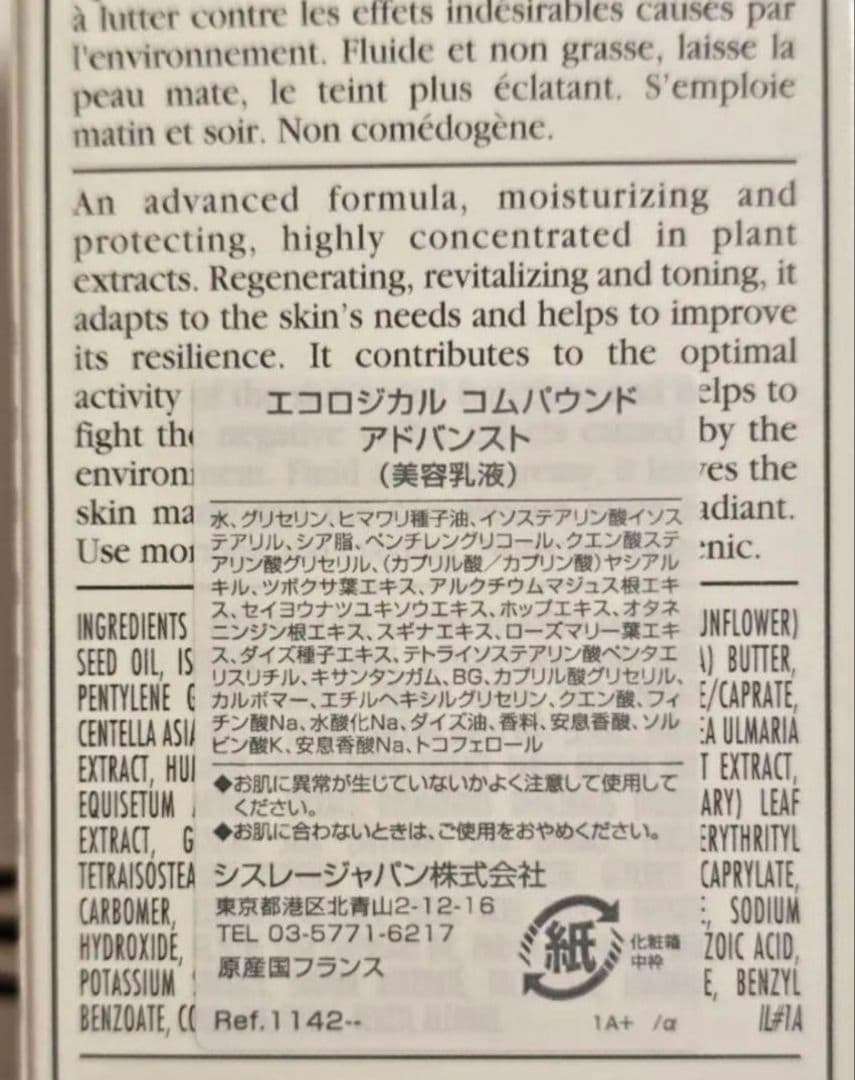 à lutter contre les effets indésirables causés par
l'environnement. Fluide et non grasse, laisse la
peau mate, le teint plus éclatant. S'emploie
matin et soir. Non comédogène.
An advanced formula, moisturizing and
protecting, highly concentrated in plant
extracts. Regenerating, revitalizing and toning, it
adapts to the skin's needs and helps to improve
its resilience. It contributes to the optimal
activity elps to
fight the by the
environ es the
skin ma adiant.
Use mo nic.
エコロジカル コムパウンド
アドバンスト
(美容乳液)
水、グリセリン、ヒマワリ種子油、イソステアリン酸イソス
テアリル、シア脂、ペンチレングリコール、クエン酸ステ
アリン酸グリセリル、(カプリル酸/カプリン酸)ヤシアル
キル、ツボクサ葉エキス、アルクチウムマジュス根エキ
ス、セイヨウナツユキソウエキス、ホップエキス、オタネ
ニンジン根エキス、スギナエキス、ローズマリー葉エキ
ス、ダイズ種子エキス、テトライソステアリン酸ペンタエ
リスリチル、キサンタンガム、BG、カプリル酸グリセリル、
カルボマー、エチルヘキシルグリセリン、クエン酸、フィ
チン酸Na、水酸化Na、ダイズ油、香料、安息香酸、ソル
ビン酸K、安息香酸Na、トコフェロール
◆お肌に異常が生じていないかよく注意して使用して
ください。
◆お肌に合わないときは、ご使用をおやめください。
シスレージャパン株式会社
東京都港区北青山2-12-16
TEL 03-5771-6217
原産国フランス
Ref.1142--
紙
化粧箱
中枠
1A+ /α
INGREDIENTS UNFLOWER)
SEED OIL, IS ) BUTTER,
PENTYLENE G E/CAPRATE,
CENTELLA ASIA EA ULMARIA
EXTRACT, HU T EXTRACT,
EQUISETUM ARY) LEAF
EXTRACT, G ERYTHRITYL
TETRAISOSTEA CAPRYLATE,
CARBOMER, SODIUM
HYDROXIDE, ZOIC ACID,
POTASSIUM E, BENZYL
BENZOATE, CO IL#1A